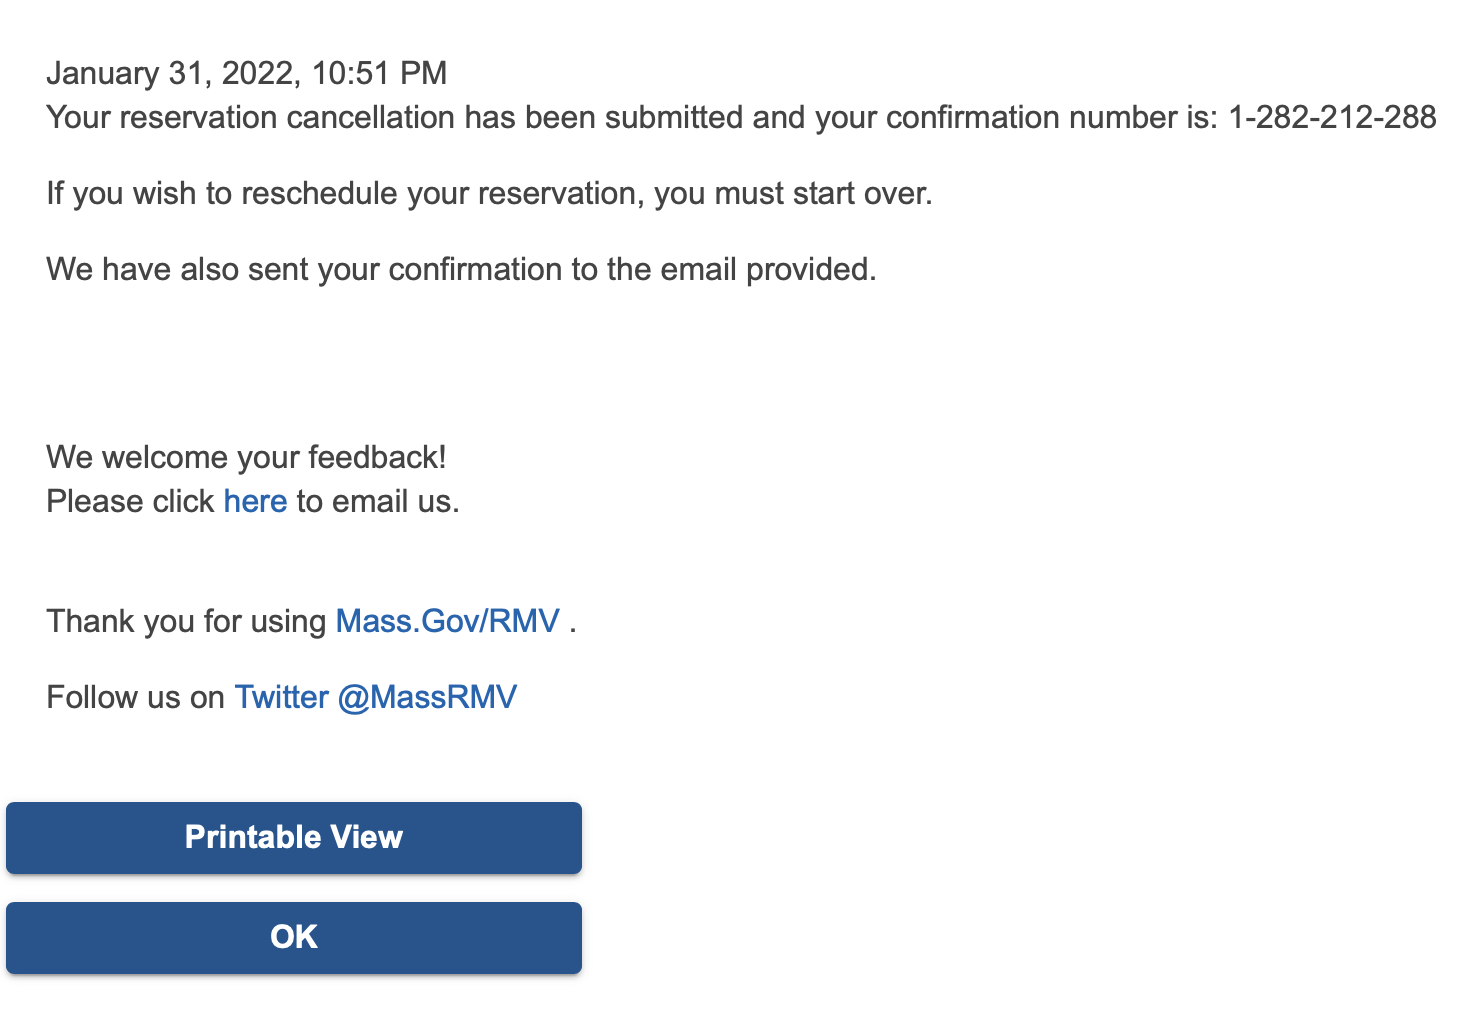 January 31, 2022, 10:51 PM
Your reservation cancellation has been submitted and your confirmation number is: 1-282-212-288
If you wish to reschedule your reservation, you must start over.
We have also sent your confirmation to the email provided.
We welcome your feedback!
Please click here to email us.
Thank you for using Mass.Gov/RMV .
Follow us on Twitter @MassRMV
Printable View
OK